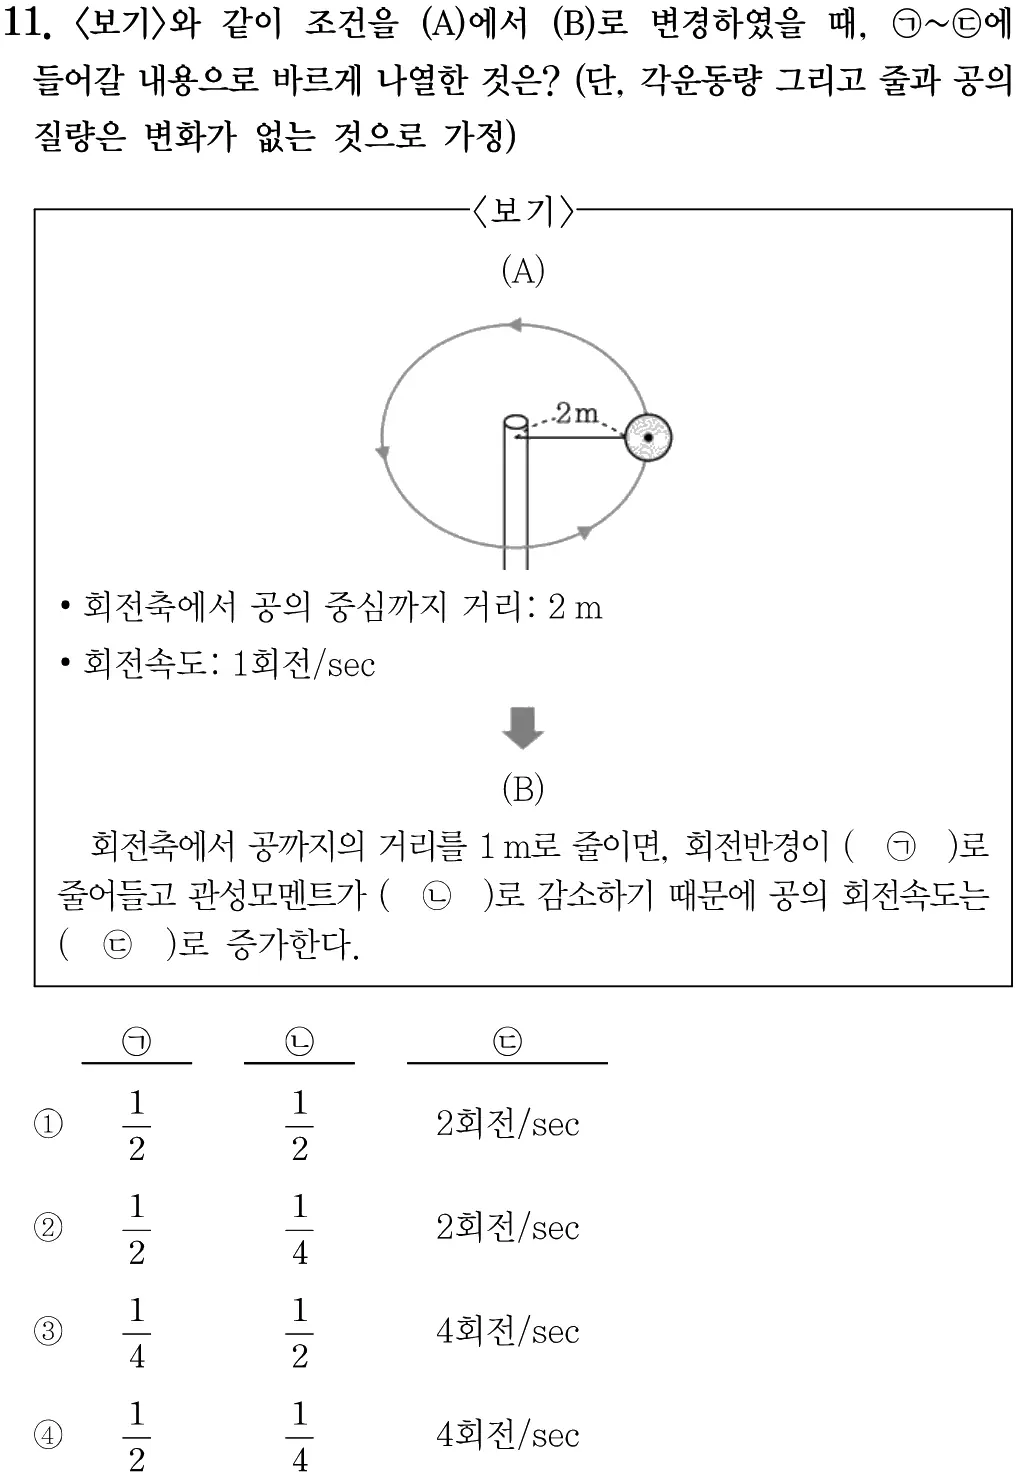 11. 〈보기〉와 같이 조건을 (A)에서 (B)로 변경하였을 때, ㉠~㉢에
들어갈 내용으로 바르게 나열한 것은? (단, 각운동량 그리고 줄과 공의
질량은 변화가 없는 것으로 가정)
〈보기〉
(A)
2m
• 회전축에서 공의 중심까지 거리: 2 m
• 회전속도: 1회전/sec
(B)
회전축에서 공까지의 거리를 1 m로 줄이면, 회전반경이 ( ㉠ )로
줄어들고 관성모멘트가 ( ㉡ )로 감소하기 때문에 공의 회전속도는
( ㉢ )로 증가한다.
㉠ ㉡ ㉢
① 1/2 1/2 2회전/sec
② 1/2 1/4 2회전/sec
③ 1/4 1/2 4회전/sec
④ 1/2 1/4 4회전/sec